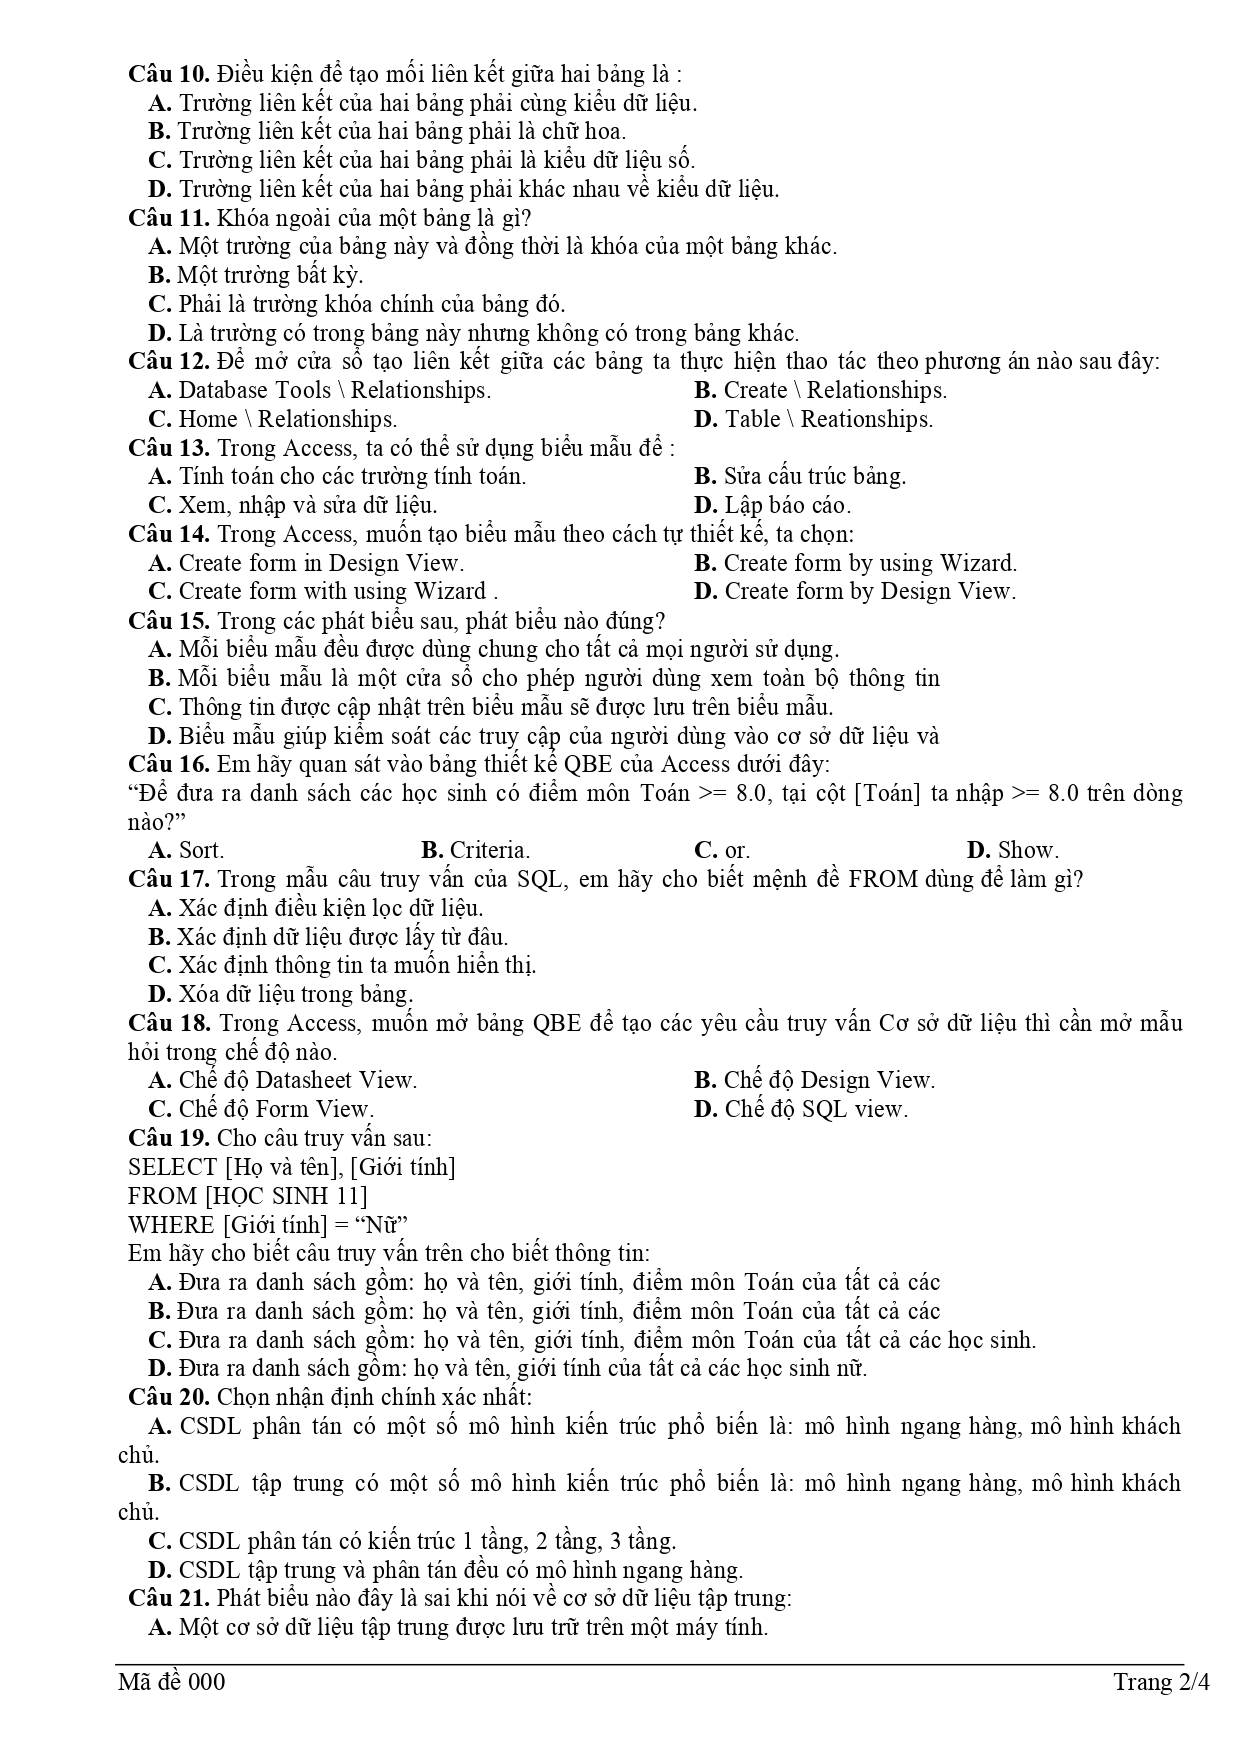 Câu 10. Điều kiện để tạo mối liên kết giữa hai bảng là :
A. Trường liên kết của hai bảng phải cùng kiểu dữ liệu.
B. Trường liên kết của hai bảng phải là chữ hoa.
C. Trường liên kết của hai bảng phải là kiểu dữ liệu số.
D. Trường liên kết của hai bảng phải khác nhau về kiểu dữ liệu.
Câu 11. Khóa ngoài của một bảng là gì?
A. Một trường của bảng này và đồng thời là khóa của một bảng khác.
B. Một trường bất kỳ.
C. Phải là trường khóa chính của bảng đó.
D. Là trường có trong bảng này nhưng không có trong bảng khác.
Câu 12. Để mở cửa sổ tạo liên kết giữa các bảng ta thực hiện thao tác theo phương án nào sau đây:
A. Database Tools \ Relationships. B. Create \ Relationships.
C. Home \ Relationships. D. Table \ Reationships.
Câu 13. Trong Access, ta có thể sử dụng biểu mẫu để :
A. Tính toán cho các trường tính toán. B. Sửa cấu trúc bảng.
C. Xem, nhập và sửa dữ liệu. D. Lập báo cáo.
Câu 14. Trong Access, muốn tạo biểu mẫu theo cách tự thiết kế, ta chọn:
A. Create form in Design View. B. Create form by using Wizard.
C. Create form with using Wizard . D. Create form by Design View.
Câu 15. Trong các phát biểu sau, phát biểu nào đúng?
A. Mỗi biểu mẫu đều được dùng chung cho tất cả mọi người sử dụng.
B. Mỗi biểu mẫu là một cửa sổ cho phép người dùng xem toàn bộ thông tin
C. Thông tin được cập nhật trên biểu mẫu sẽ được lưu trên biểu mẫu.
D. Biểu mẫu giúp kiểm soát các truy cập của người dùng vào cơ sở dữ liệu và
Câu 16. Em hãy quan sát vào bảng thiết kế QBE của Access dưới đây:
“Để đưa ra danh sách các học sinh có điểm môn Toán >= 8.0, tại cột [Toán] ta nhập >= 8.0 trên dòng
nào?”
A. Sort. B. Criteria. C. or. D. Show.
Câu 17. Trong mẫu câu truy vấn của SQL, em hãy cho biết mệnh đề FROM dùng để làm gì?
A. Xác định điều kiện lọc dữ liệu.
B. Xác định dữ liệu được lấy từ đâu.
C. Xác định thông tin ta muốn hiển thị.
D. Xóa dữ liệu trong bảng.
Câu 18. Trong Access, muốn mở bảng QBE để tạo các yêu cầu truy vấn Cơ sở dữ liệu thì cần mở mẫu
hỏi trong chế độ nào.
A. Chế độ Datasheet View. B. Chế độ Design View.
C. Chế độ Form View. D. Chế độ SQL view.
Câu 19. Cho câu truy vấn sau:
SELECT [Họ và tên], [Giới tính]
FROM [HỌC SINH 11]
WHERE [Giới tính] = “Nữ”
Em hãy cho biết câu truy vấn trên cho biết thông tin:
A. Đưa ra danh sách gồm: họ và tên, giới tính, điểm môn Toán của tất cả các
B. Đưa ra danh sách gồm: họ và tên, giới tính, điểm môn Toán của tất cả các
C. Đưa ra danh sách gồm: họ và tên, giới tính, điểm môn Toán của tất cả các học sinh.
D. Đưa ra danh sách gồm: họ và tên, giới tính của tất cả các học sinh nữ.
Câu 20. Chọn nhận định chính xác nhất:
A. CSDL phân tán có một số mô hình kiến trúc phổ biến là: mô hình ngang hàng, mô hình khách
chủ.
B. CSDL tập trung có một số mô hình kiến trúc phổ biến là: mô hình ngang hàng, mô hình khách
chủ.
C. CSDL phân tán có kiến trúc 1 tầng, 2 tầng, 3 tầng.
D. CSDL tập trung và phân tán đều có mô hình ngang hàng.
Câu 21. Phát biểu nào đây là sai khi nói về cơ sở dữ liệu tập trung:
A. Một cơ sở dữ liệu tập trung được lưu trữ trên một máy tính.
Mã đề 000 Trang 2/4